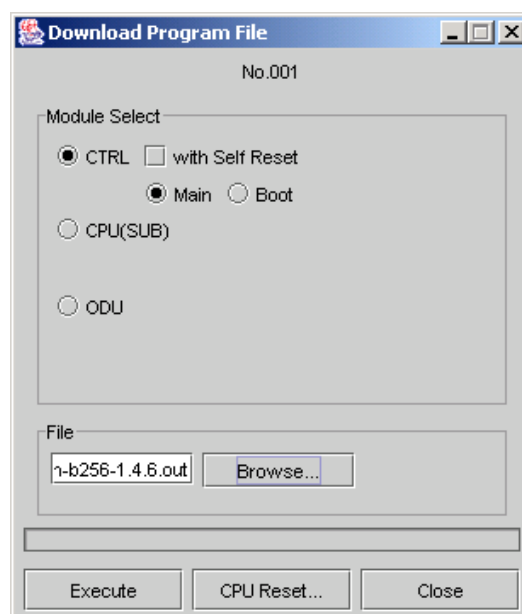 Download Program File
No.001
Module Select
CTRL with Self Reset
Main Boot
CPU(SUB)
ODU
File
n-b256-1.4.6.out Browse...
Execute CPU Reset... Close